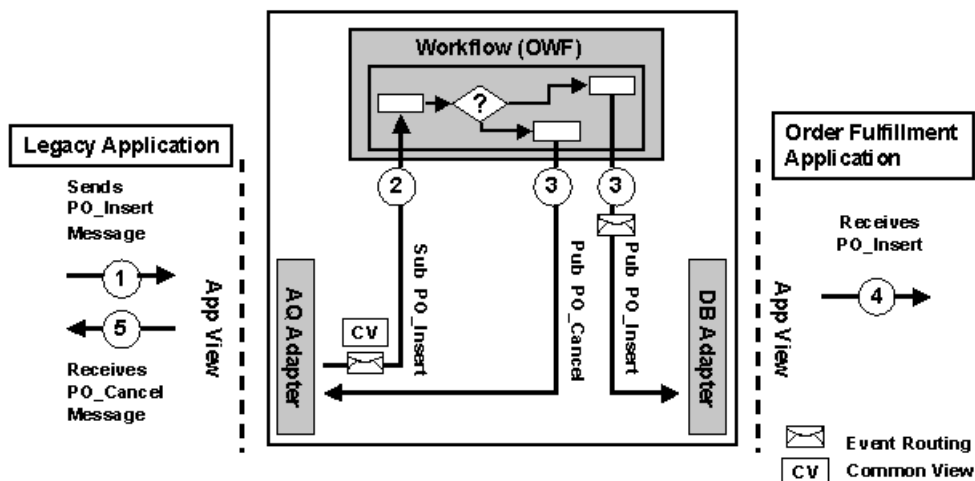 Workflow (OWF)
?
Legacy Application
Order Fulfillment
Application
2
3
3
Sends
PO_Insert
Message
1
5
Receives
PO_Cancel
Message
App View
AQ Adapter
CV
Sub PO_Insert
Pub PO_Cancel
Pub PO_Insert
DB Adapter
App View
Receives
PO_Insert
4
Event Routing
CV
Common View